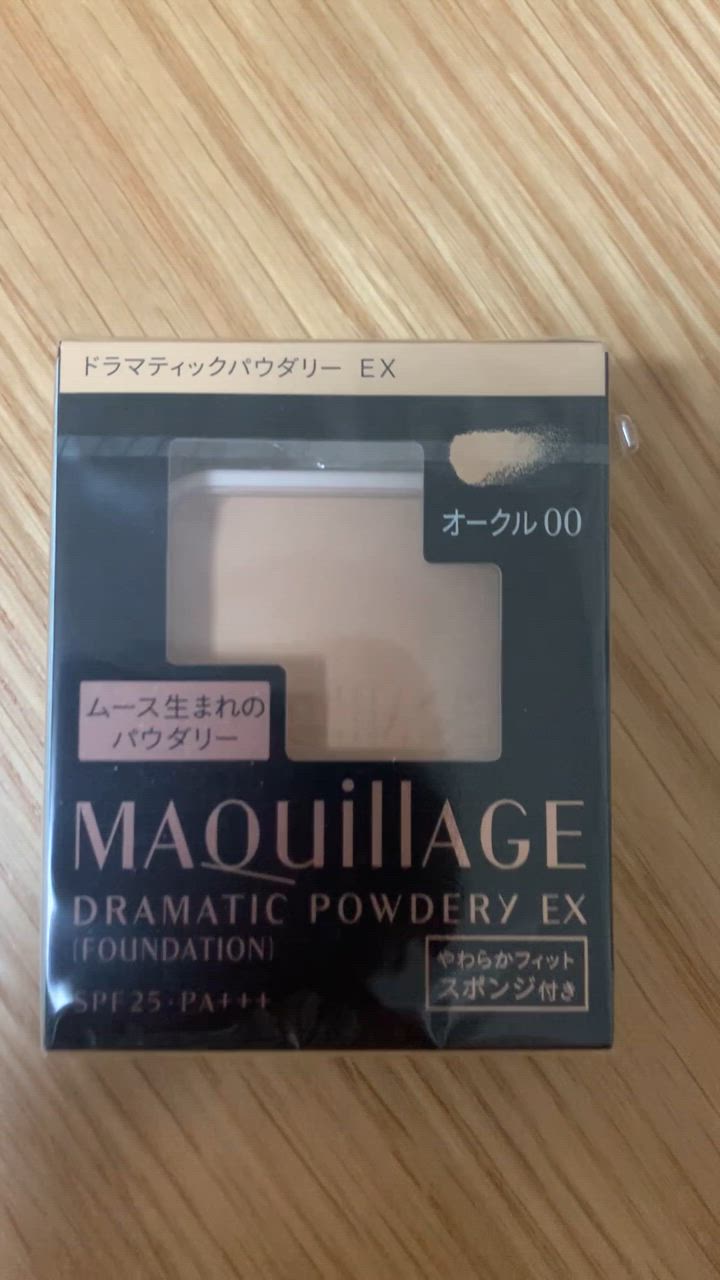 ドラマティックパウダリー EX
オークル 00
ムース生まれの
パウダリー
MAQuillAGE
DRAMATIC POWDERY EX
(FOUNDATION)
やわらかフィット
スポンジ付き
SPF25・PA+++